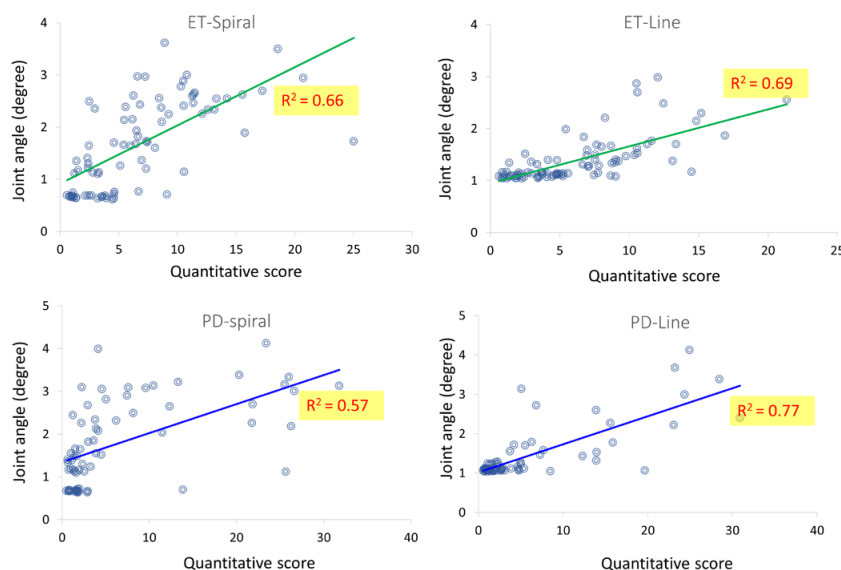 ET-Spiral
Joint angle (degree)
4
3
2
1
0
R² = 0.66
0 5 10 15 20 25 30
Quantitative score
ET-Line
Joint angle (degree)
4
3
2
1
0
R² = 0.69
0 5 10 15 20 25
Quantitative score
PD-spiral
Joint angle (degree)
5
4
3
2
1
0
R² = 0.57
0 10 20 30 40
Quantitative score
PD-Line
Joint angle (degree)
5
4
3
2
1
0
R² = 0.77
0 10 20 30 40
Quantitative score